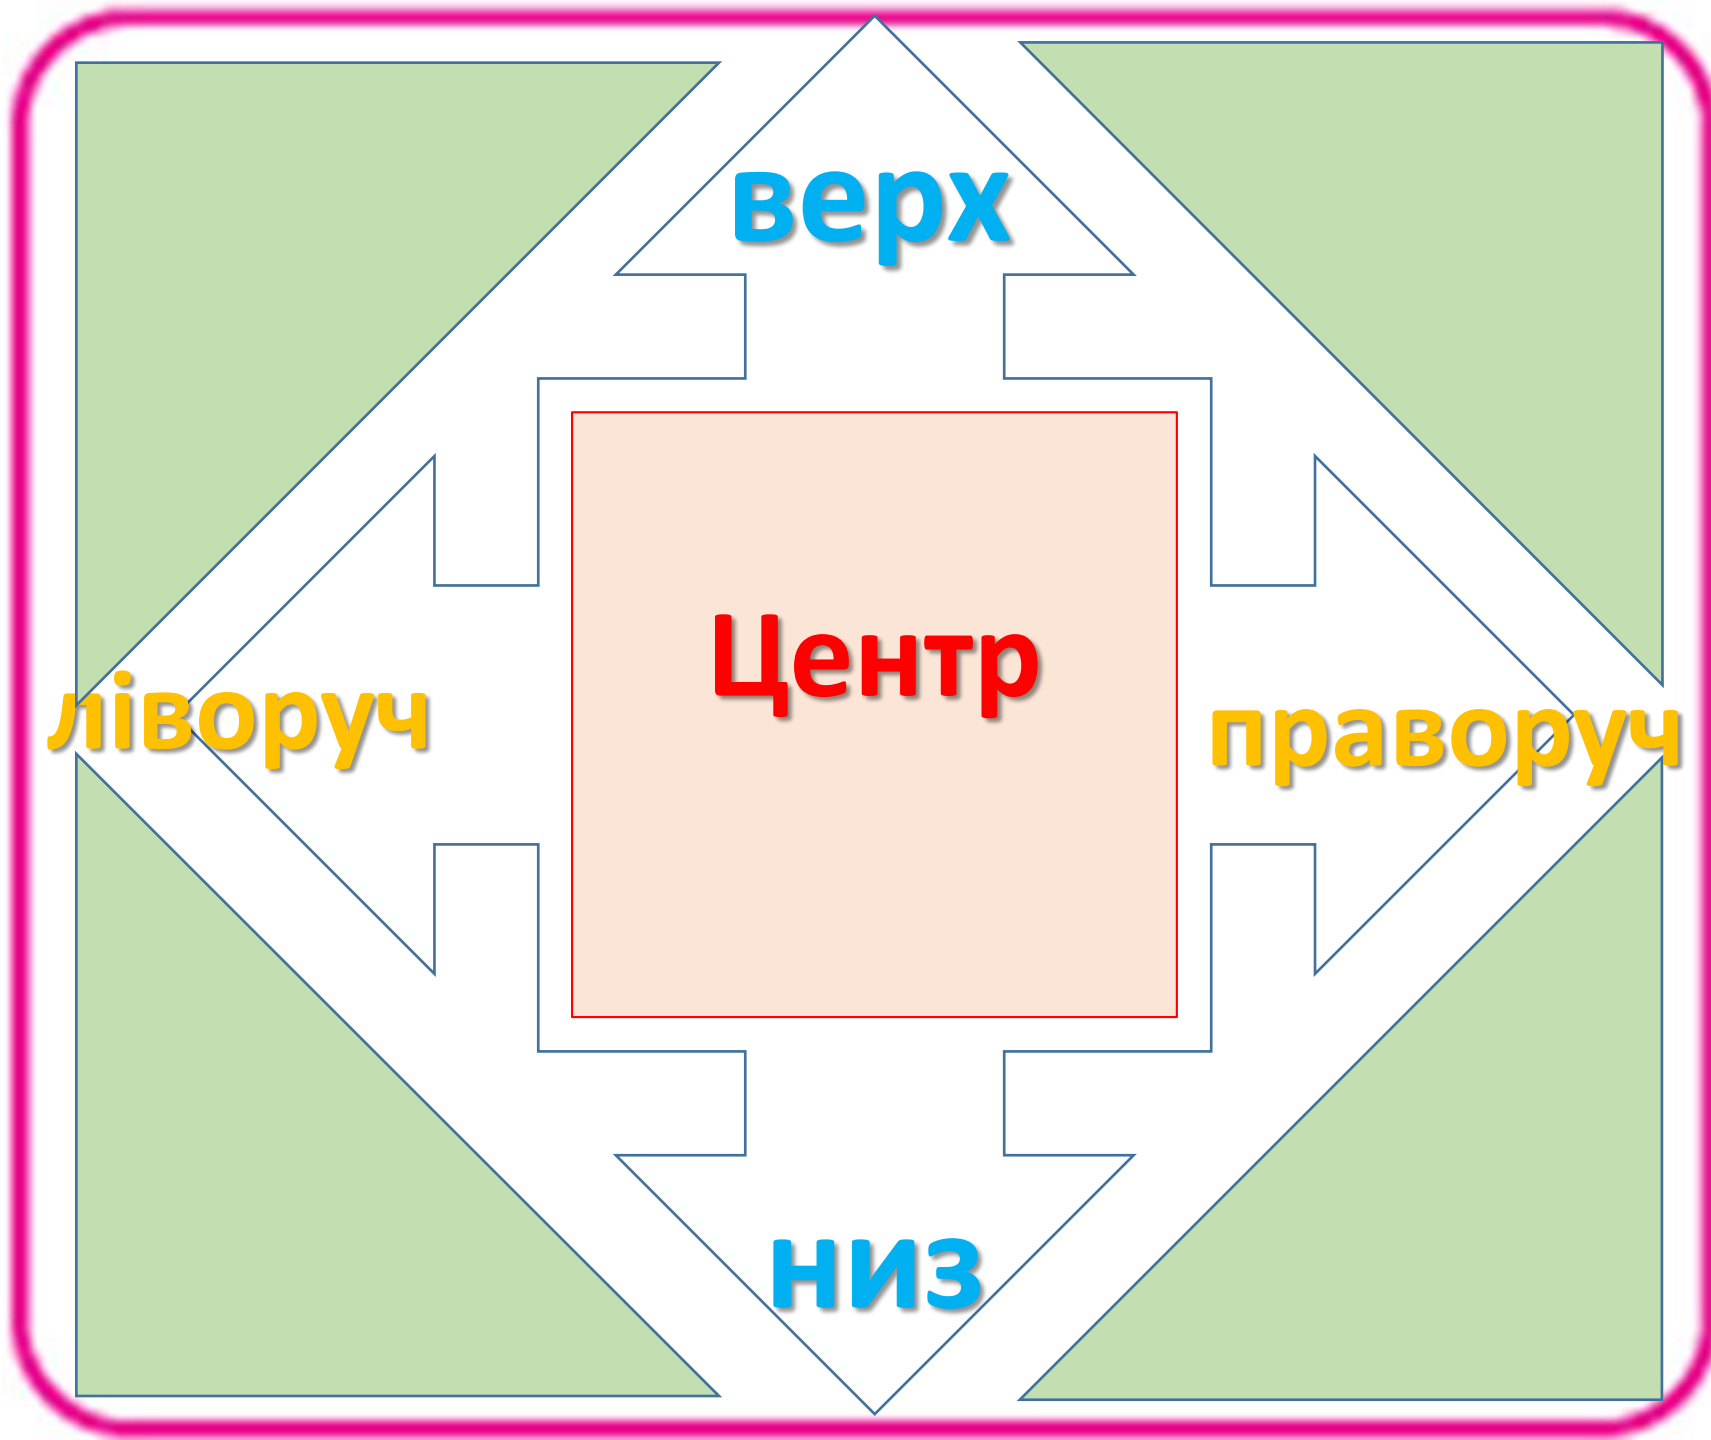 верх
Центр
ліворуч
праворуч
низ